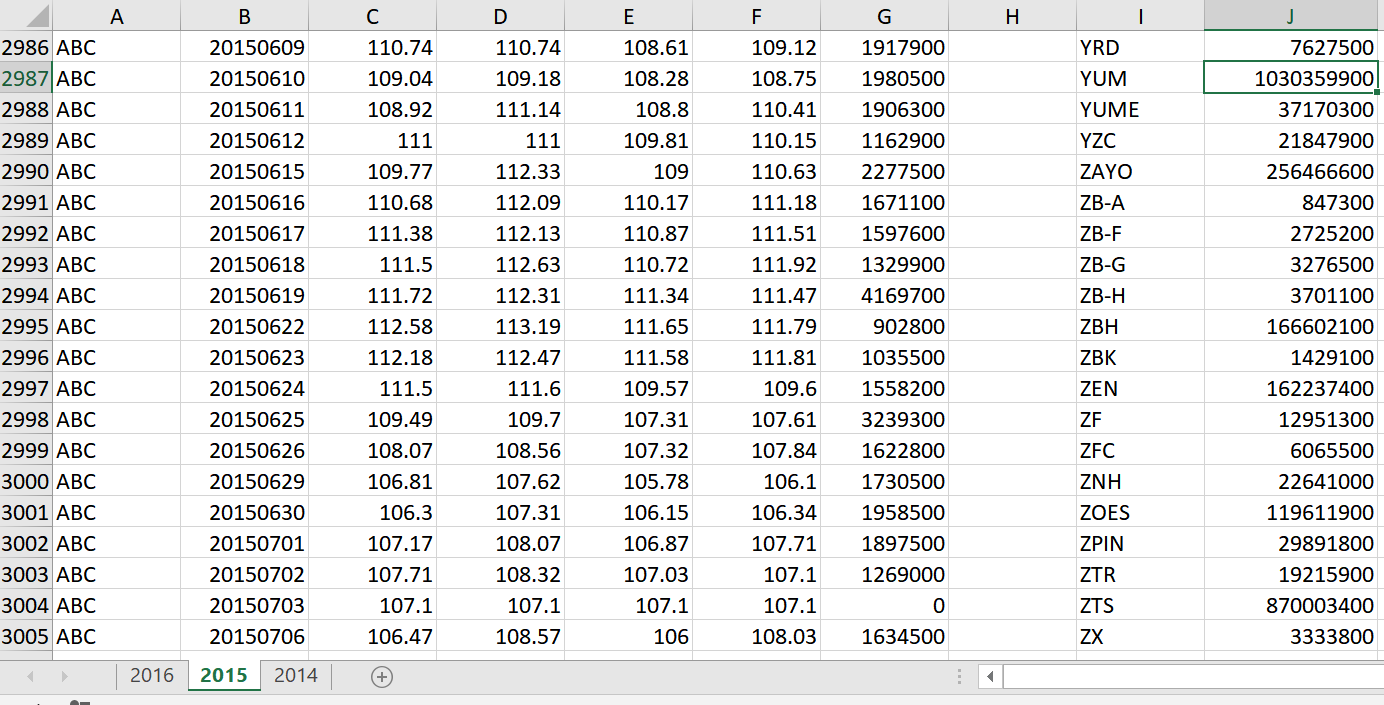 A B C D E F G H I J
2986 ABC 20150609 110.74 110.74 108.61 109.12 1917900 YRD 7627500
2987 ABC 20150610 109.04 109.18 108.28 108.75 1980500 YUM 1030359900
2988 ABC 20150611 108.92 111.14 108.8 110.41 1906300 YUME 37170300
2989 ABC 20150612 111 111 109.81 110.15 1162900 YZC 21847900
2990 ABC 20150615 109.77 112.33 109 110.63 2277500 ZAYO 256466600
2991 ABC 20150616 110.68 112.09 110.17 111.18 1671100 ZB-A 847300
2992 ABC 20150617 111.38 112.13 110.87 111.51 1597600 ZB-F 2725200
2993 ABC 20150618 111.5 112.63 110.72 111.92 1329900 ZB-G 3276500
2994 ABC 20150619 111.72 112.31 111.34 111.47 4169700 ZB-H 3701100
2995 ABC 20150622 112.58 113.19 111.65 111.79 902800 ZBH 166602100
2996 ABC 20150623 112.18 112.47 111.58 111.81 1035500 ZBK 1429100
2997 ABC 20150624 111.5 111.6 109.57 109.6 1558200 ZEN 162237400
2998 ABC 20150625 109.49 109.7 107.31 107.61 3239300 ZF 12951300
2999 ABC 20150626 108.07 108.56 107.32 107.84 1622800 ZFC 6065500
3000 ABC 20150629 106.81 107.62 105.78 106.1 1730500 ZNH 22641000
3001 ABC 20150630 106.3 107.31 106.15 106.34 1958500 ZOES 119611900
3002 ABC 20150701 107.17 108.07 106.87 107.71 1897500 ZPIN 29891800
3003 ABC 20150702 107.71 108.32 107.03 107.1 1269000 ZTR 19215900
3004 ABC 20150703 107.1 107.1 107.1 107.1 0 ZTS 870003400
3005 ABC 20150706 106.47 108.57 106 108.03 1634500 ZX 3333800
2016 2015 2014